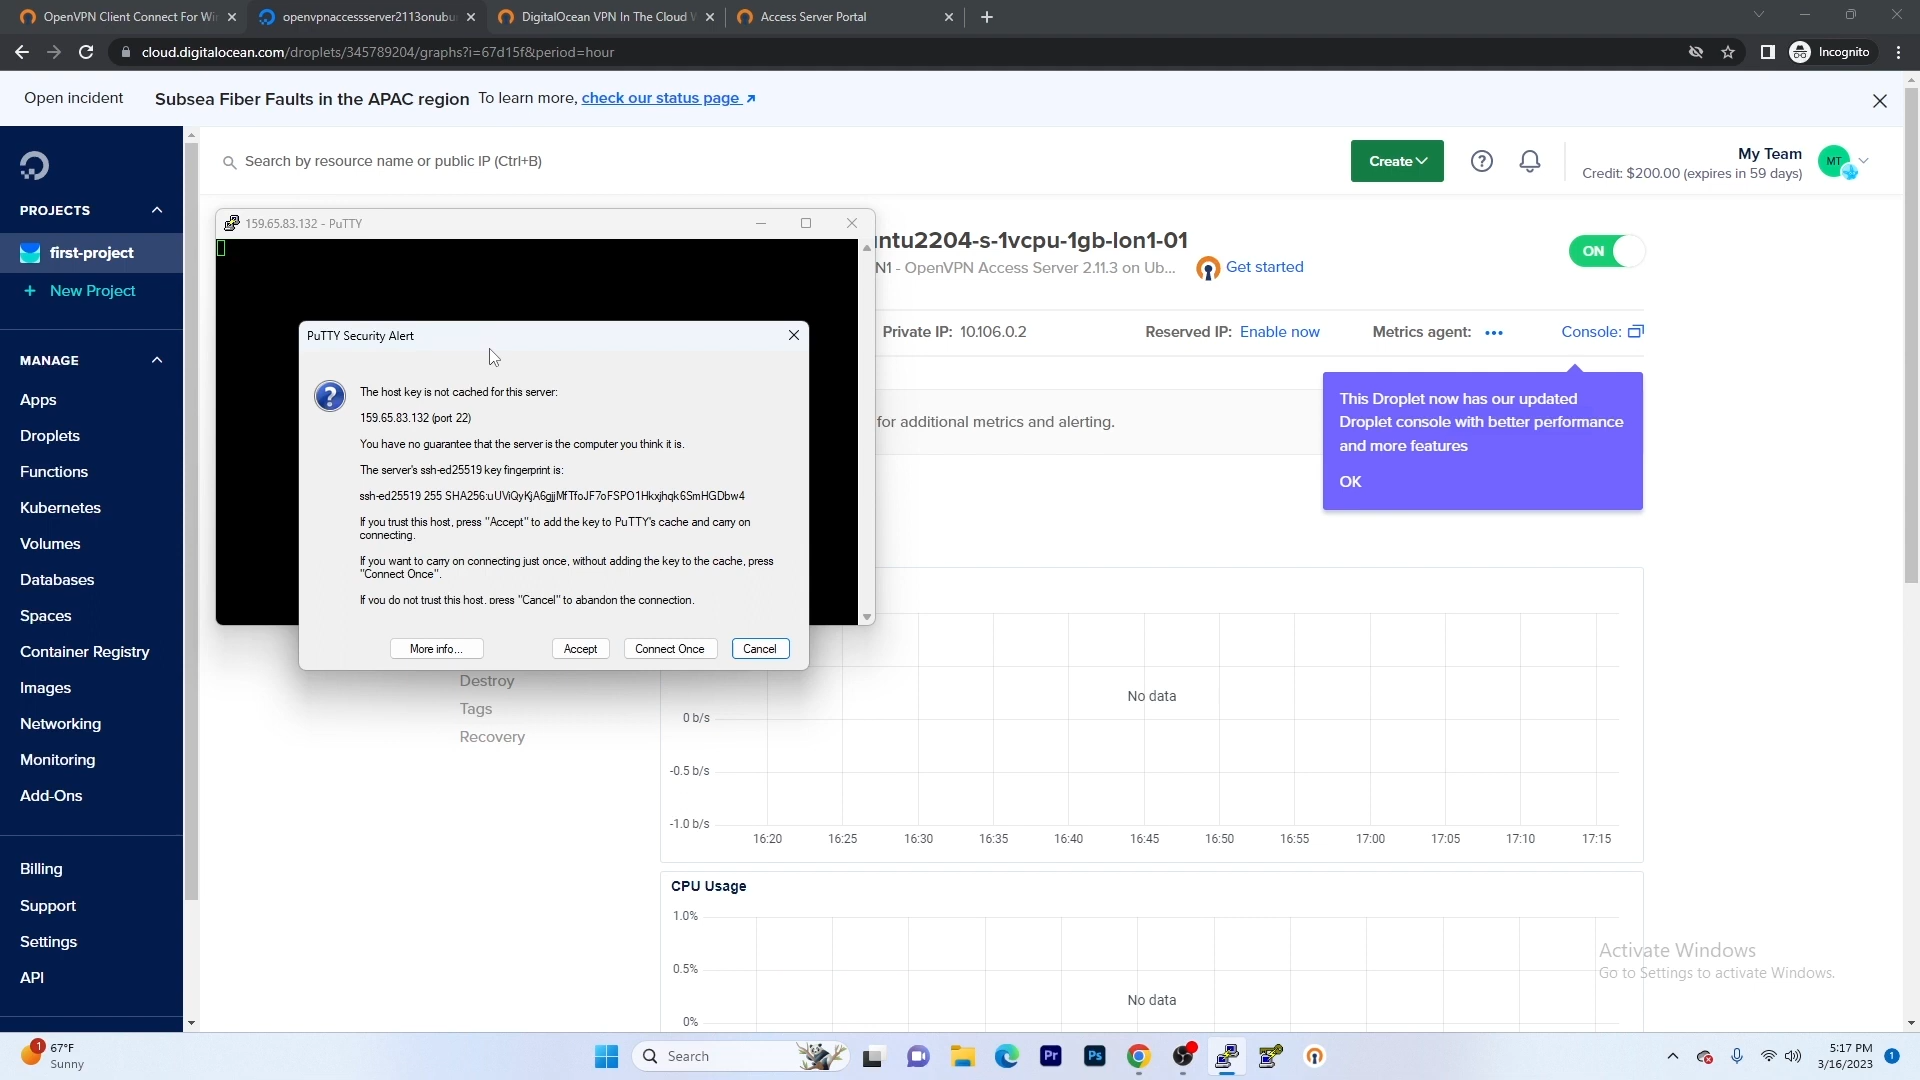 OpenVPN Client Connect For Wi
openvpnaccessserver2113onubu
DigitalOcean VPN In The Cloud
Access Server Portal
cloud.digitalocean.com/droplets/345789204/graphs?i=67d15f&period=hour
Incognito
Open incident Subsea Fiber Faults in the APAC region To learn more, check our status page
Search by resource name or public IP (Ctrl+B)
Create
My Team
Credit: $200.00 (expires in 59 days)
MT
PROJECTS
first-project
+ New Project
MANAGE
Apps
Droplets
Functions
Kubernetes
Volumes
Databases
Spaces
Container Registry
Images
Networking
Monitoring
Add-Ons
Billing
Support
Settings
API
159.65.83.132 - PuTTY
ntu2204-s-1vcpu-1gb-lon1-01
N1 - OpenVPN Access Server 2.11.3 on Ub... Get started
ON
Private IP: 10.106.0.2 Reserved IP: Enable now Metrics agent: ••• Console:
This Droplet now has our updated
Droplet console with better performance
and more features
OK
for additional metrics and alerting.
PuTTY Security Alert
The host key is not cached for this server:
159.65.83.132 (port 22)
You have no guarantee that the server is the computer you think it is.
The server's ssh-ed25519 key fingerprint is:
ssh-ed25519 255
If you trust this host, press "Accept" to add the key to PuTTY's cache and carry on
connecting.
If you want to carry on connecting just once, without adding the key to the cache, press
"Connect Once".
If you do not trust this host, press "Cancel" to abandon the connection.
More info... Accept Connect Once Cancel
Destroy
Tags
Recovery
No data
0 b/s
-0.5 b/s
-1.0 b/s
16:20 16:25 16:30 16:35 16:40 16:45 16:50 16:55 17:00 17:05 17:10 17:15
CPU Usage
1.0%
0.5%
No data
0%
Activate Windows
Go to Settings to activate Windows.
1
67°F
Sunny
Search
Pr
Ps
5:17 PM
3/16/2023
1